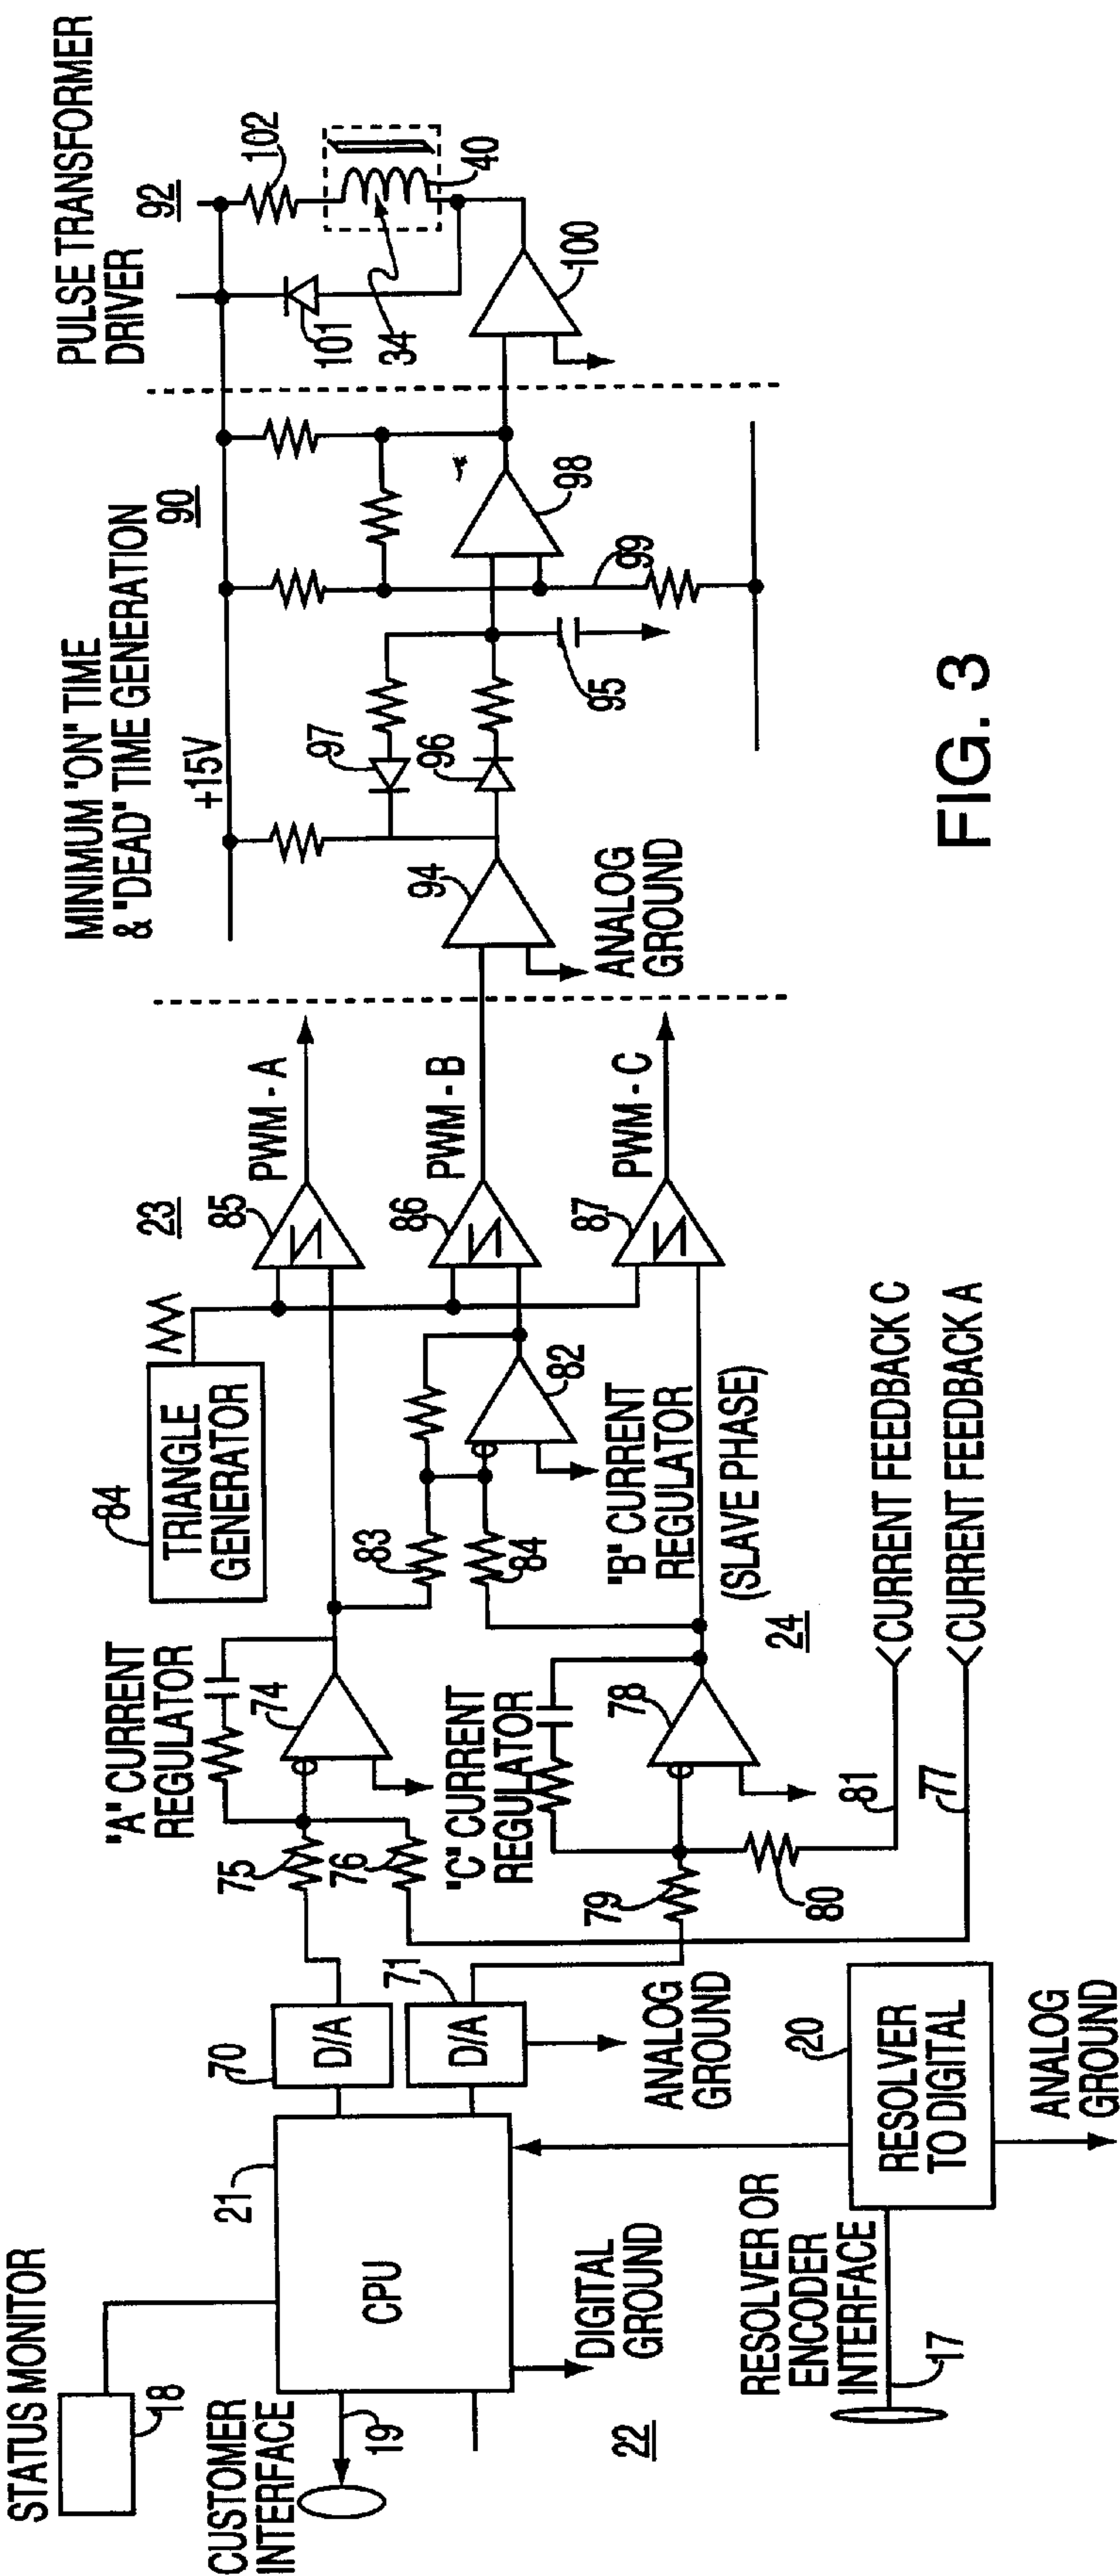 STATUS MONITOR
18
CUSTOMER
INTERFACE
19
21
CPU
22
DIGITAL
GROUND
RESOLVER OR
ENCODER
INTERFACE
17
20
RESOLVER
TO DIGITAL
ANALOG
GROUND
70
D/A
71
D/A
ANALOG
GROUND
"A" CURRENT
REGULATOR
75
76
74
"C" CURRENT
REGULATOR
79
80
78
81
77
24
CURRENT FEEDBACK C
CURRENT FEEDBACK A
84
TRIANGLE
GENERATOR
83
84
82
"B" CURRENT
REGULATOR
(SLAVE PHASE)
23
85
PWM - A
86
PWM - B
87
PWM - C
MINIMUM "ON" TIME
& "DEAD" TIME GENERATION
90
+15V
94
ANALOG
GROUND
97
96
95
98
99
PULSE TRANSFORMER
DRIVER
92
101
102
34
40
100
FIG. 3